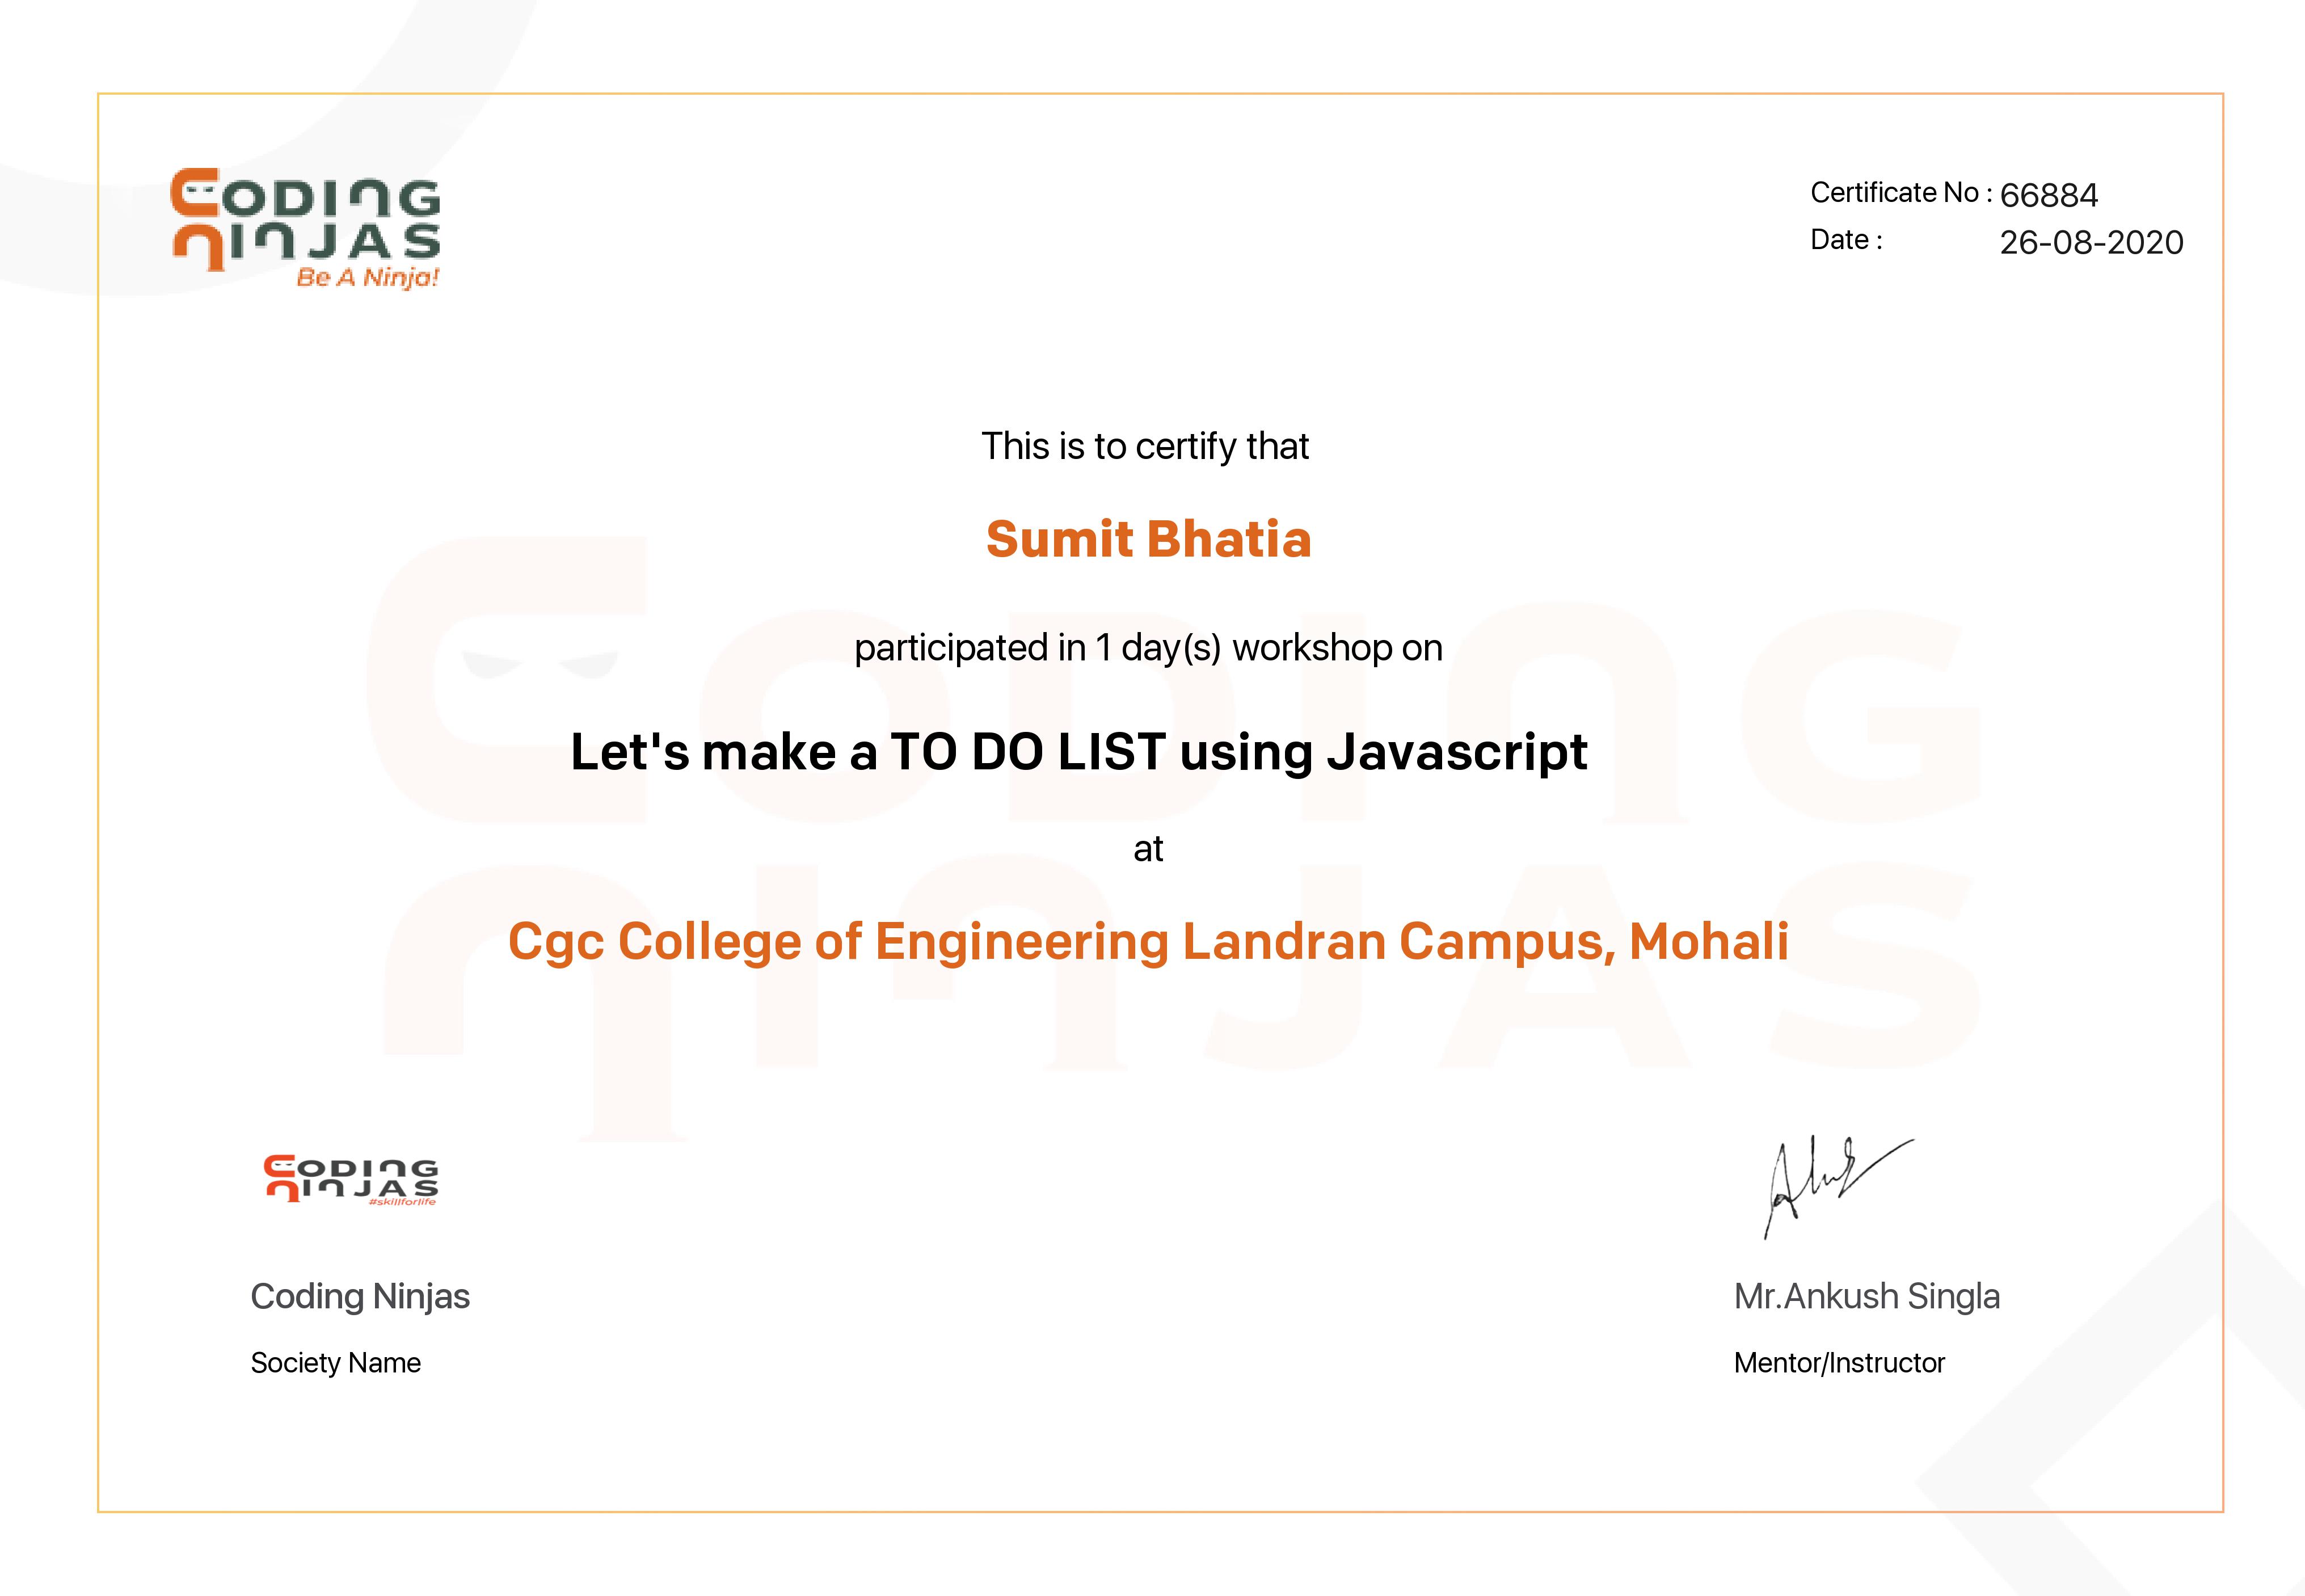 CODING
NINJAS
Be A Ninja!
Certificate No : 66884
Date : 26-08-2020
This is to certify that
Sumit Bhatia
participated in 1 day(s) workshop on
Let's make a TO DO LIST using Javascript
at
Cgc College of Engineering Landran Campus, Mohali
CODING
NINJAS
CODING
NINJAS
#skillforlife
Coding Ninjas
Society Name
Mr.Ankush Singla
Mentor/Instructor